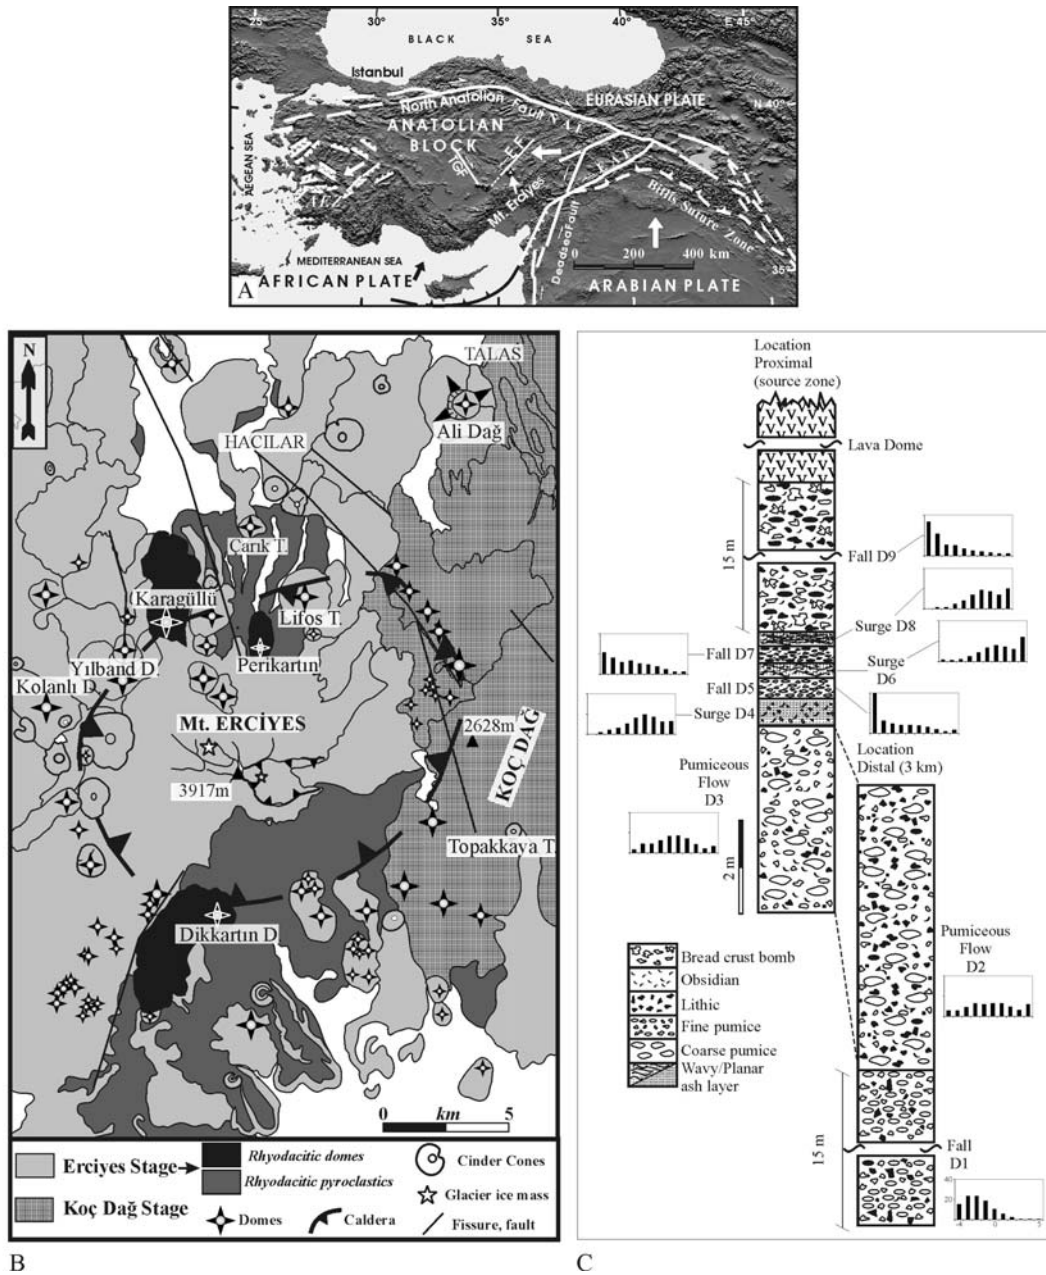 25°
30°
35°
40°
E 45°
BLACK SEA
Istanbul
North Anatolian Fault N A F
EURASIAN PLATE
N 40°
ANATOLIAN
BLOCK
AEGEAN SEA
TGF
E F
E A F
AEZ
Mt. Erciyes
Bitlis Suture Zone
Deadsea Fault
MEDITERRANEAN SEA
0 200 400 km
35°
AFRICAN PLATE
ARABIAN PLATE
A
N
TALAS
Ali Dağ
HACILAR
Çarık T.
Karagüllü
Lifos T.
Perikartın
Yılband D.
Kolanlı D.
Mt. ERCİYES
2628m
KOÇ DAĞ
3917m
Topakkaya T.
Dikkartın D
0 km 5
Erciyes Stage
Rhyodacitic domes
Rhyodacitic pyroclastics
Cinder Cones
Glacier ice mass
Koç Dağ Stage
Domes
Caldera
Fissure, fault
B
Location
Proximal
(source zone)
Lava Dome
15 m
Fall D9
Surge D8
Fall D7
Surge
D6
Fall D5
Surge D4
Location
Distal (3 km)
Pumiceous
Flow
D3
2 m
Pumiceous
Flow
D2
Bread crust bomb
Obsidian
Lithic
Fine pumice
Coarse pumice
Wavy/Planar
ash layer
15 m
Fall
D1
40
20
-4 0 5
C